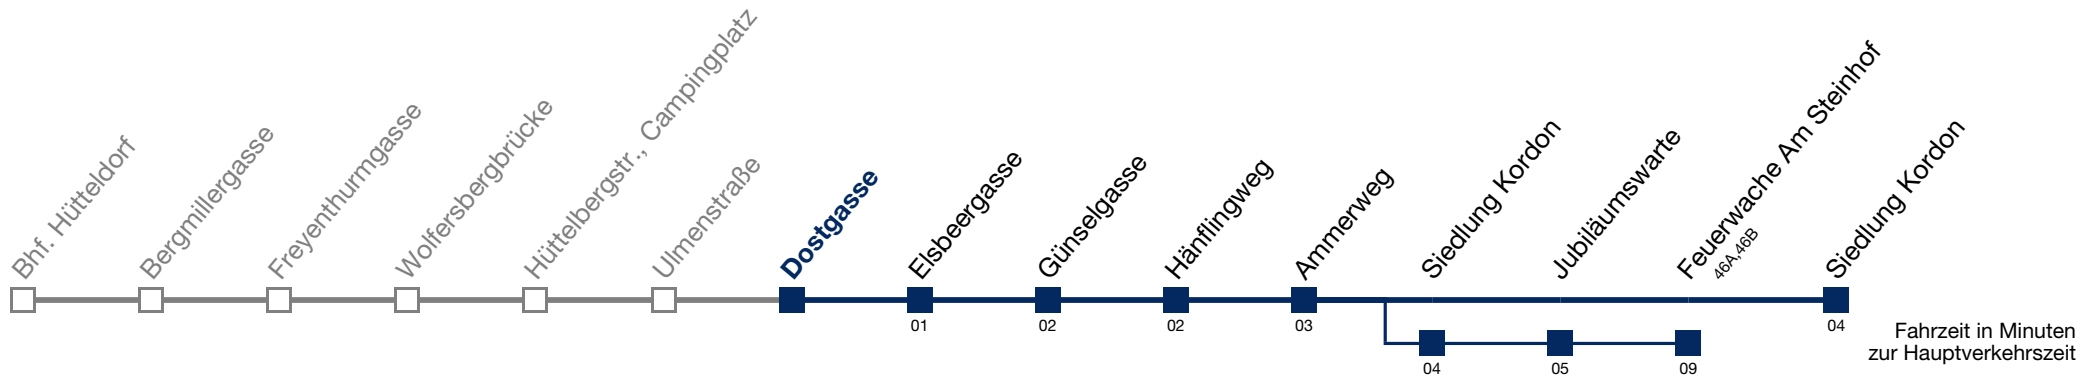 Bhf. Hütteldorf
Bergmillergasse
Freyenthurmgasse
Wolfersbergbrücke
Hüttelbergstr., Campingplatz
Ulmenstraße
Dostgasse
Elsbeergasse
01
Günselgasse
02
Hänflingweg
02
Ammerweg
03
Siedlung Kordon
04
Jubiläumswarte
05
Feuerwache Am Steinhof
46A,46B
09
Siedlung Kordon
04
Fahrzeit in Minuten
zur Hauptverkehrszeit